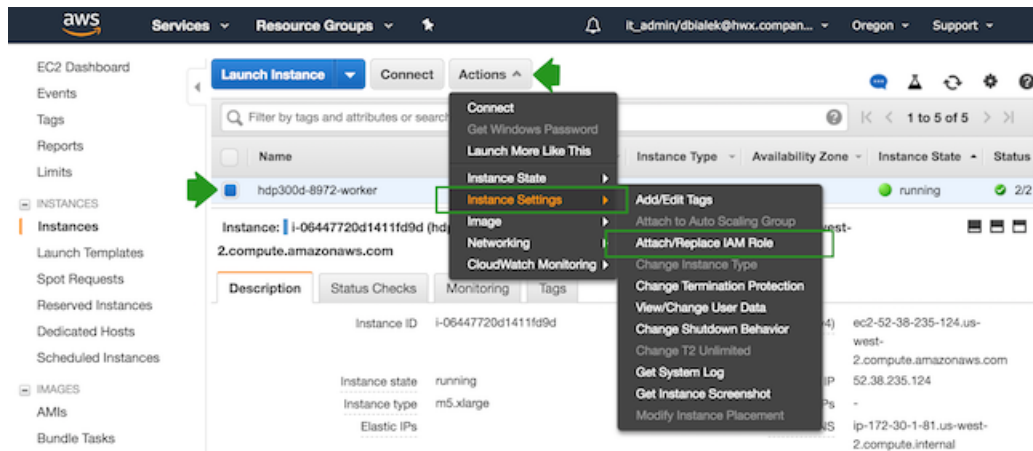 aws Services Resource Groups it_admin/dbialek@hwx.compan... Oregon Support
EC2 Dashboard
Events
Tags
Reports
Limits
INSTANCES
Instances
Launch Templates
Spot Requests
Reserved Instances
Dedicated Hosts
Scheduled Instances
IMAGES
AMIs
Bundle Tasks
Launch Instance Connect Actions
Filter by tags and attributes or search 1 to 5 of 5
Name Instance Type Availability Zone Instance State Status
hdp300d-8972-worker running 2/2
Connect
Get Windows Password
Launch More Like This
Instance State
Instance Settings
Image
Networking
CloudWatch Monitoring
Add/Edit Tags
Attach to Auto Scaling Group
Attach/Replace IAM Role
Change Instance Type
Change Termination Protection
View/Change User Data
Change Shutdown Behavior
Change T2 Unlimited
Get System Log
Get Instance Screenshot
Modify Instance Placement
Instance: i-06447720d1411fd9d (hd west-
2.compute.amazonaws.com
Description Status Checks Monitoring Tags
Instance ID i-06447720d1411fd9d
Instance state running
Instance type m5.xlarge
Elastic IPs
4) ec2-52-38-235-124.us-
west-
2.compute.amazonaws.com
IP 52.38.235.124
Ps -
NS ip-172-30-1-81.us-west-
2.compute.internal